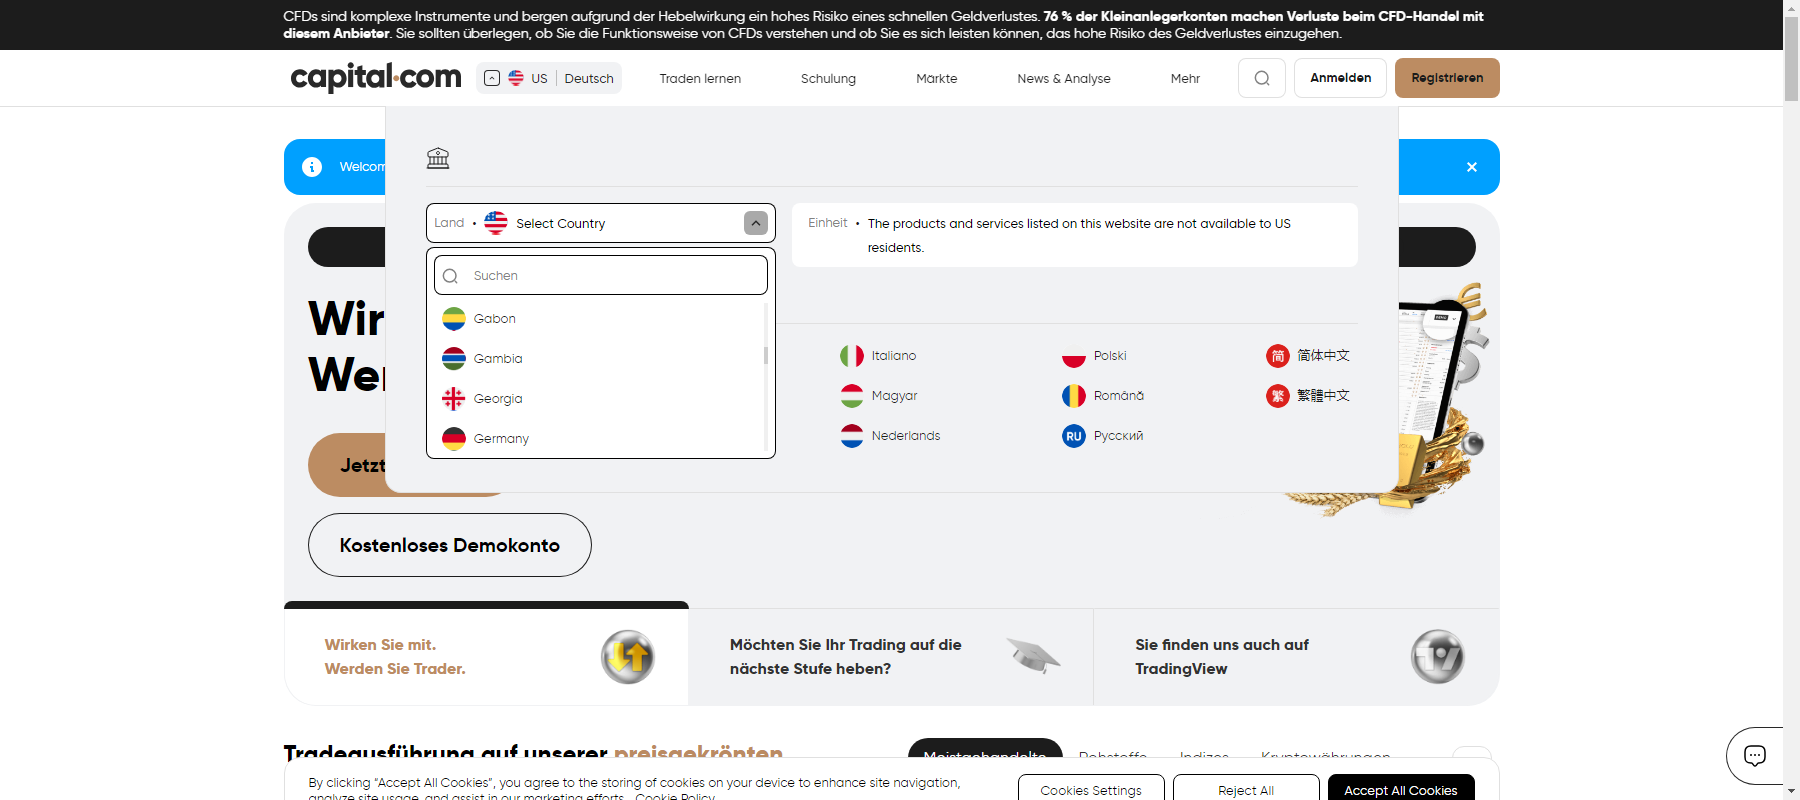 CFDs sind komplexe Instrumente und bergen aufgrund der Hebelwirkung ein hohes Risiko eines schnellen Geldverlustes. 76 % der Kleinanlegerkonten machen Verluste beim CFD-Handel mit
diesem Anbieter. Sie sollten überlegen, ob Sie die Funktionsweise von CFDs verstehen und ob Sie es sich leisten können, das hohe Risiko des Geldverlustes einzugehen.
capital.com
US Deutsch
Traden lernen
Schulung
Märkte
News & Analyse
Mehr
Anmelden
Registrieren
Land • Select Country
Einheit • The products and services listed on this website are not available to US
residents.
Suchen
Gabon
Gambia
Georgia
Germany
Italiano
Polski
简 简体中文
Magyar
Română
繁 繁體中文
Nederlands
RU Русский
Kostenloses Demokonto
Wirken Sie mit.
Werden Sie Trader.
Möchten Sie Ihr Trading auf die
nächste Stufe heben?
Sie finden uns auch auf
TradingView
Tradeausführung auf unserer preisgekrönten
Meistgehandelte
Rohstoffe
Indizes
Kryptowährungen
By clicking “Accept All Cookies”, you agree to the storing of cookies on your device to enhance site navigation,
analyze site usage, and assist in our marketing efforts. Cookie Policy
Cookies Settings
Reject All
Accept All Cookies